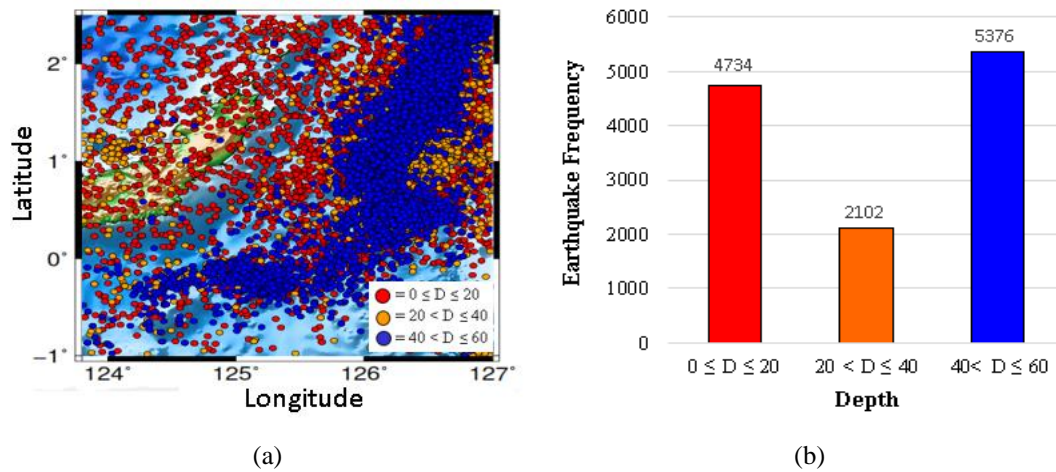 2°
1°
0°
−1°
124°
125°
126°
127°
Latitude
Longitude
= 0 ≤ D ≤ 20
= 20 < D ≤ 40
= 40 < D ≤ 60
(a)
6000
5000
4000
3000
2000
1000
0
Earthquake Frequency
4734
2102
5376
0 ≤ D ≤ 20
20 < D ≤ 40
40< D ≤ 60
Depth
(b)